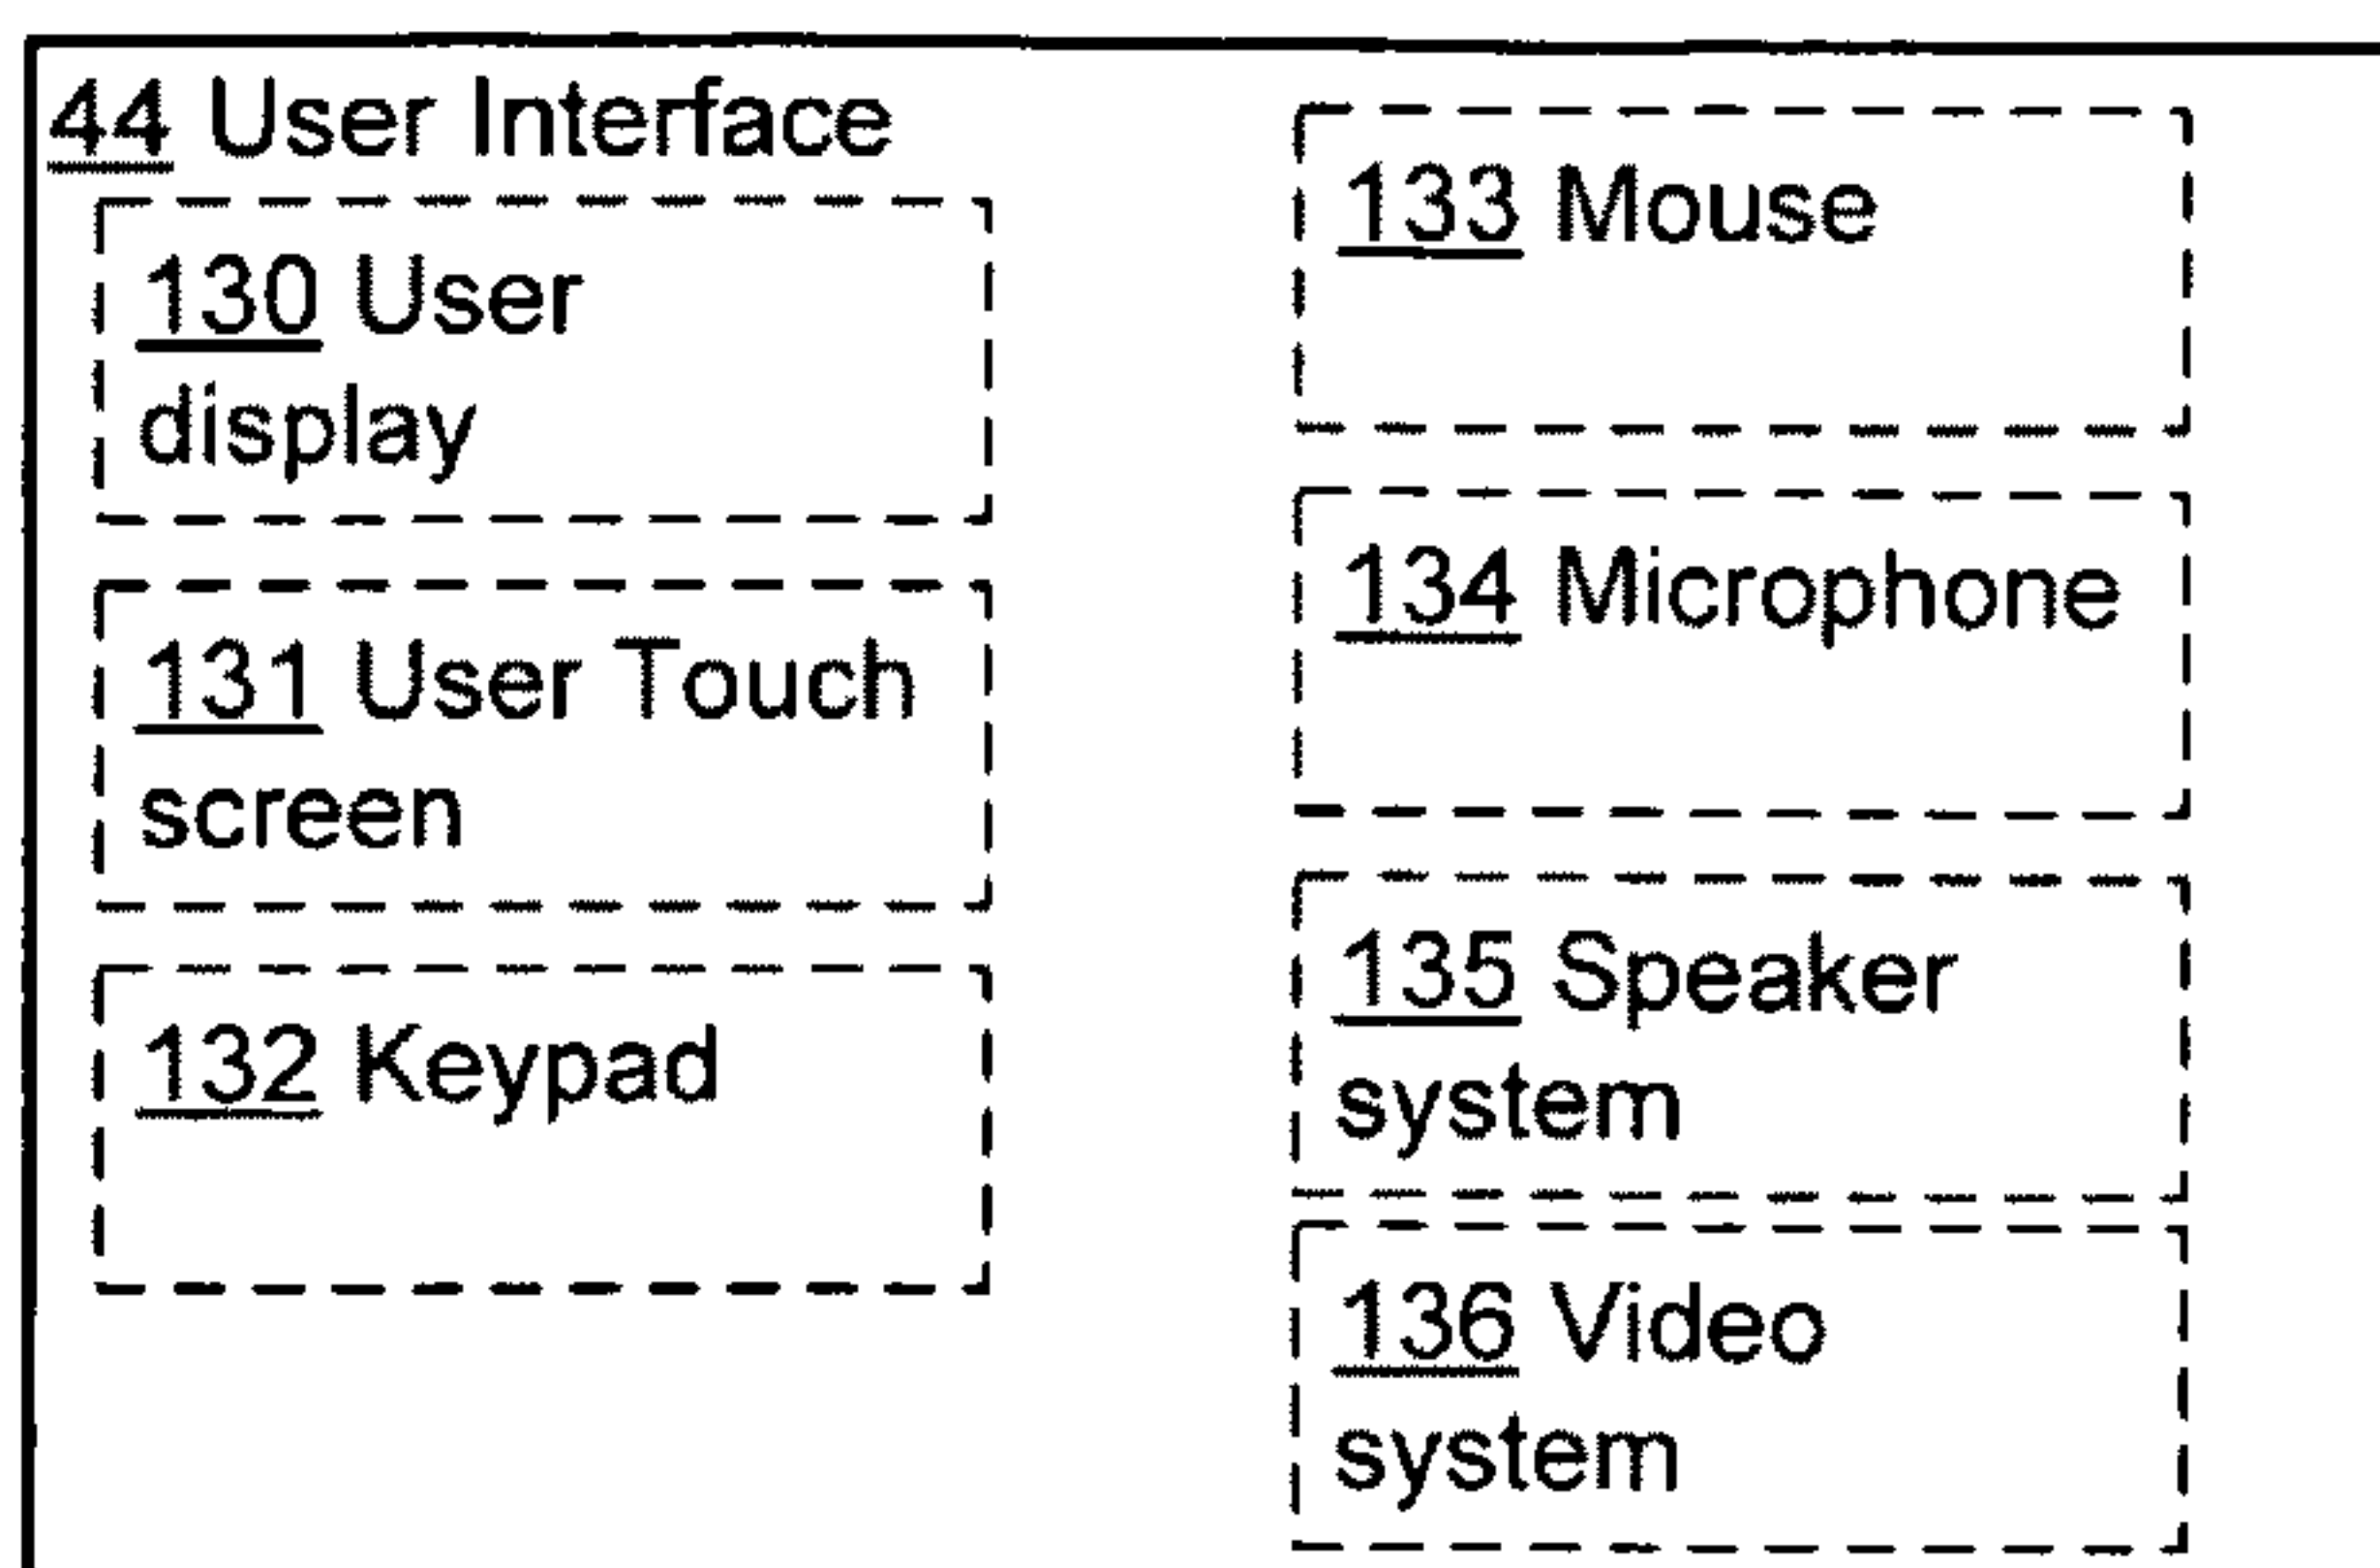 44 User Interface
130 User
display
131 User Touch
screen
132 Keypad
133 Mouse
134 Microphone
135 Speaker
system
136 Video
system